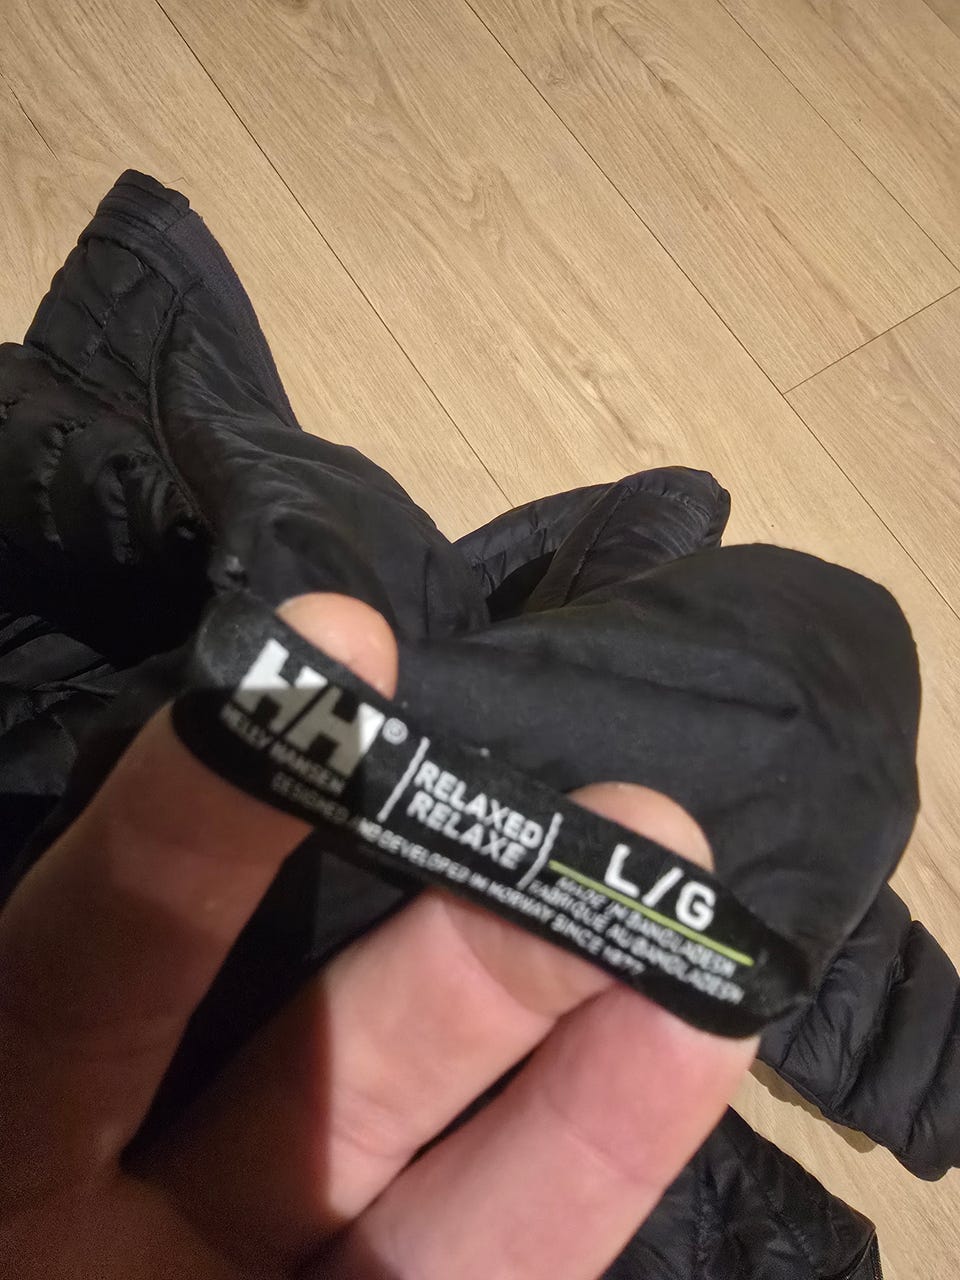 HH®
HELLY HANSEN
DESIGNED AND DEVELOPED IN NORWAY SINCE 1877
RELAXED
RELAXE
L/G
MADE IN BANGLADESH
FABRIQUE AU BANGLADESH